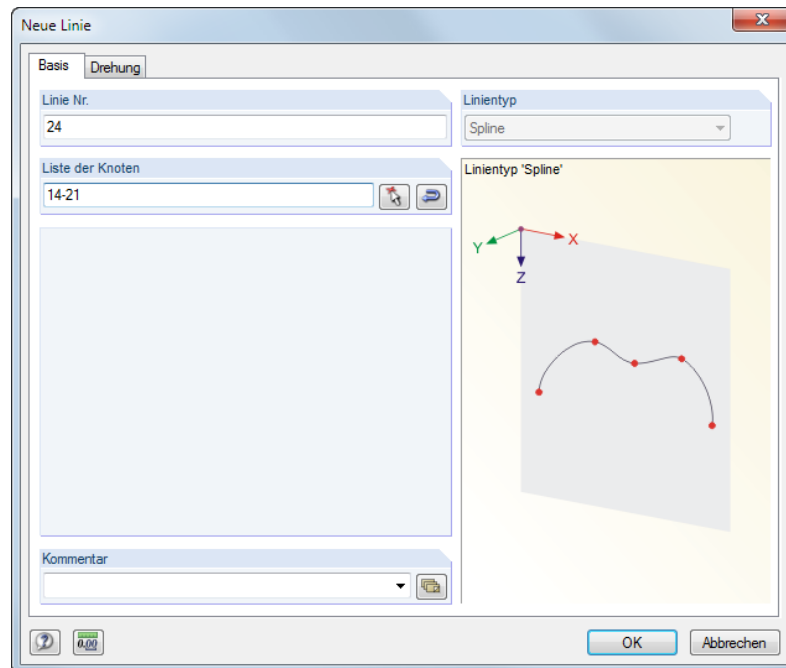 Neue Linie
Basis
Drehung
Linie Nr.
24
Linientyp
Spline
Liste der Knoten
14-21
Linientyp 'Spline'
Y
X
Z
Kommentar
0.00
OK
Abbrechen